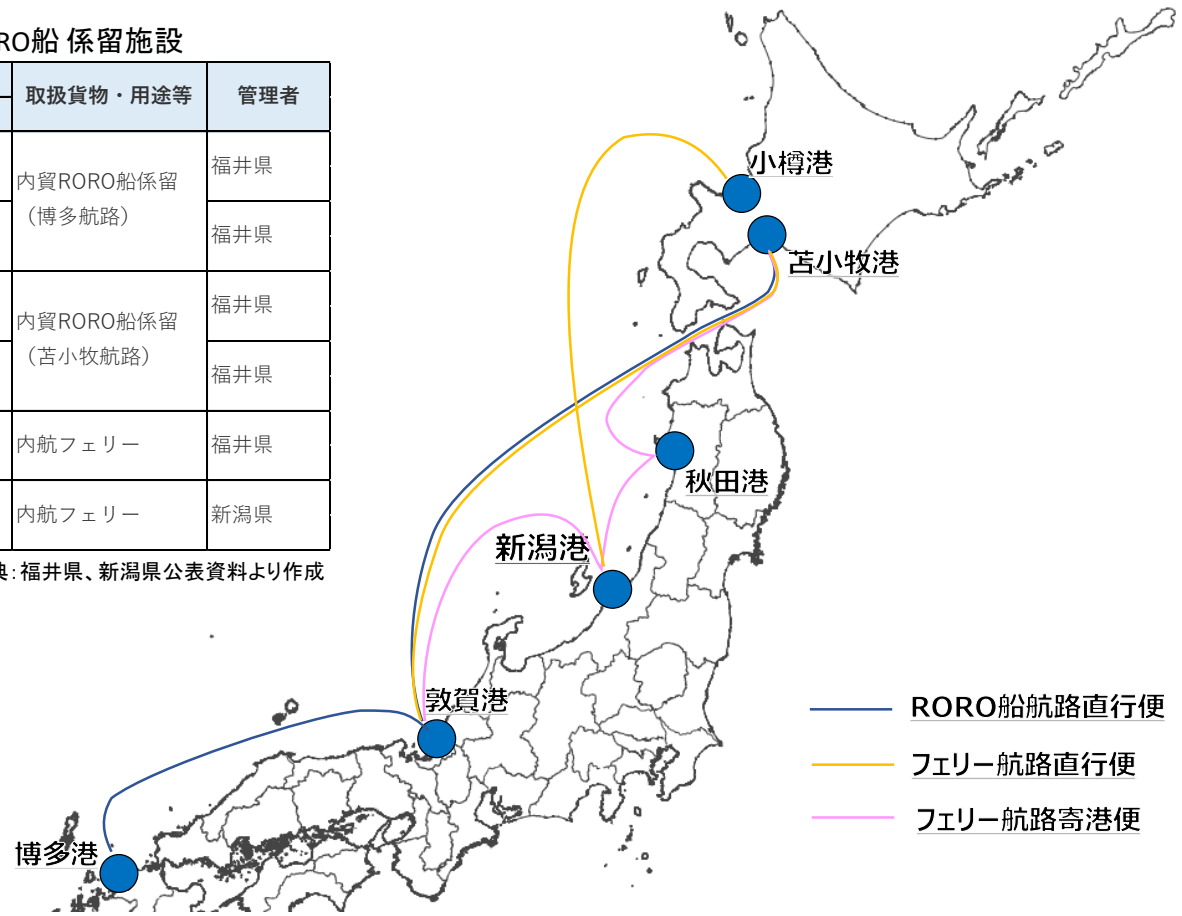 RO船 係留施設
取扱貨物・用途等 管理者
内貿RORO船係留
（博多航路）
福井県
福井県
内貿RORO船係留
（苫小牧航路）
福井県
福井県
内航フェリー 福井県
内航フェリー 新潟県
：福井県、新潟県公表資料より作成
小樽港
苫小牧港
秋田港
新潟港
敦賀港
博多港
RORO船航路直行便
フェリー航路直行便
フェリー航路寄港便